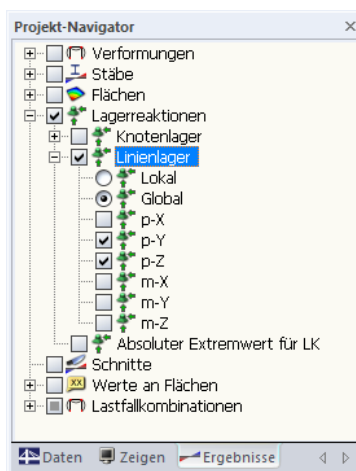 Projekt-Navigator
Verformungen
Stäbe
Flächen
Lagerreaktionen
Knotenlager
Linienlager
Lokal
Global
p-X
p-Y
p-Z
m-X
m-Y
m-Z
Absoluter Extremwert für LK
Schnitte
xx Werte an Flächen
Lastfallkombinationen
Daten Zeigen Ergebnisse